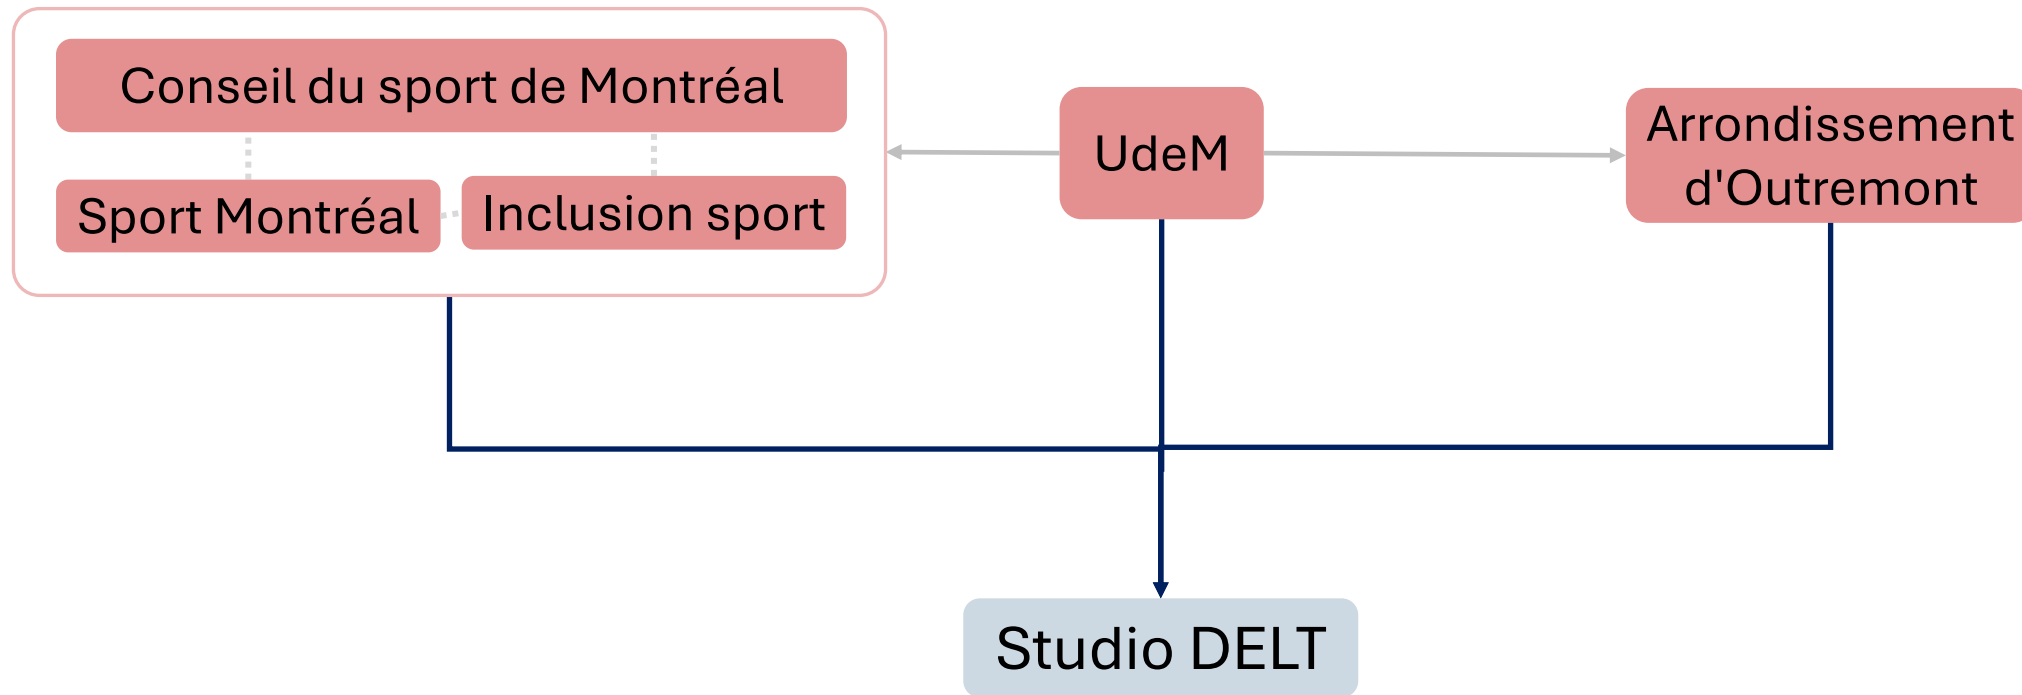 Conseil du sport de Montréal
Sport Montréal
Inclusion sport
UdeM
Arrondissement
d'Outremont
Studio DELT